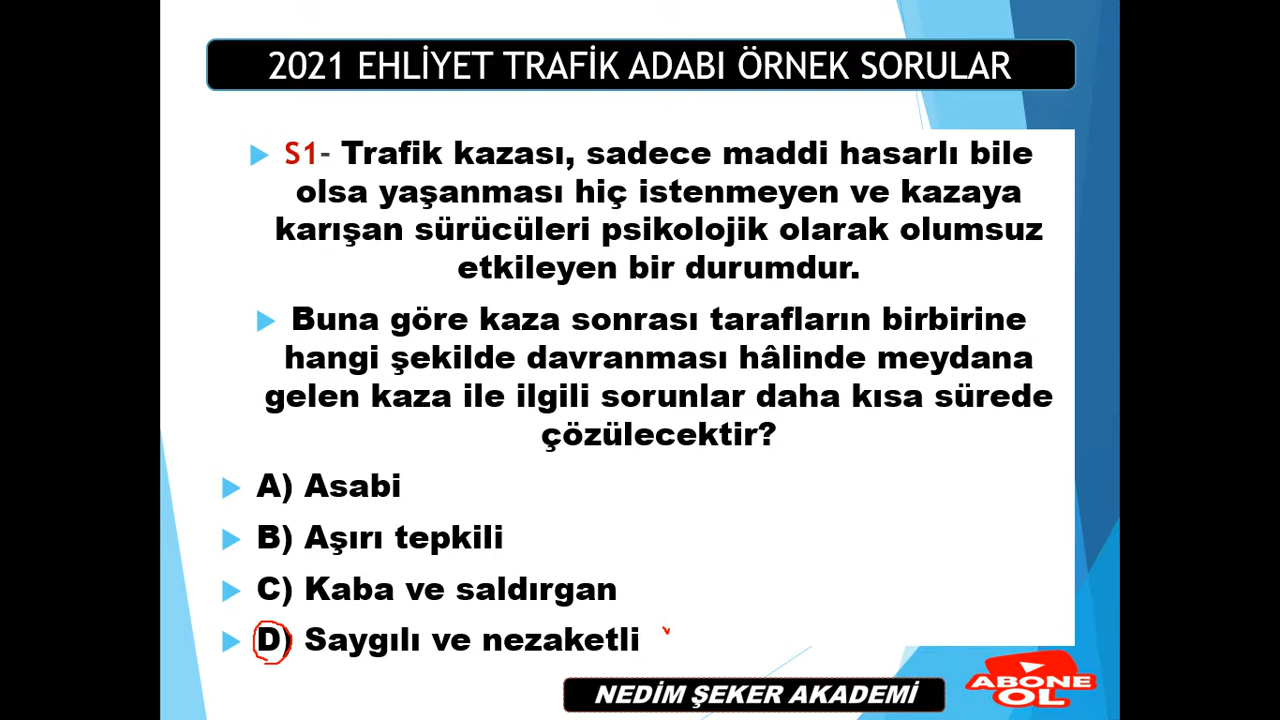 2021 EHLİYET TRAFİK ADABI ÖRNEK SORULAR
S1- Trafik kazası, sadece maddi hasarlı bile
olsa yaşanması hiç istenmeyen ve kazaya
karışan sürücüleri psikolojik olarak olumsuz
etkileyen bir durumdur.
Buna göre kaza sonrası tarafların birbirine
hangi şekilde davranması hâlinde meydana
gelen kaza ile ilgili sorunlar daha kısa sürede
çözülecektir?
A) Asabi
B) Aşırı tepkili
C) Kaba ve saldırgan
D) Saygılı ve nezaketli
NEDİM ŞEKER AKADEMİ
ABONE
OL